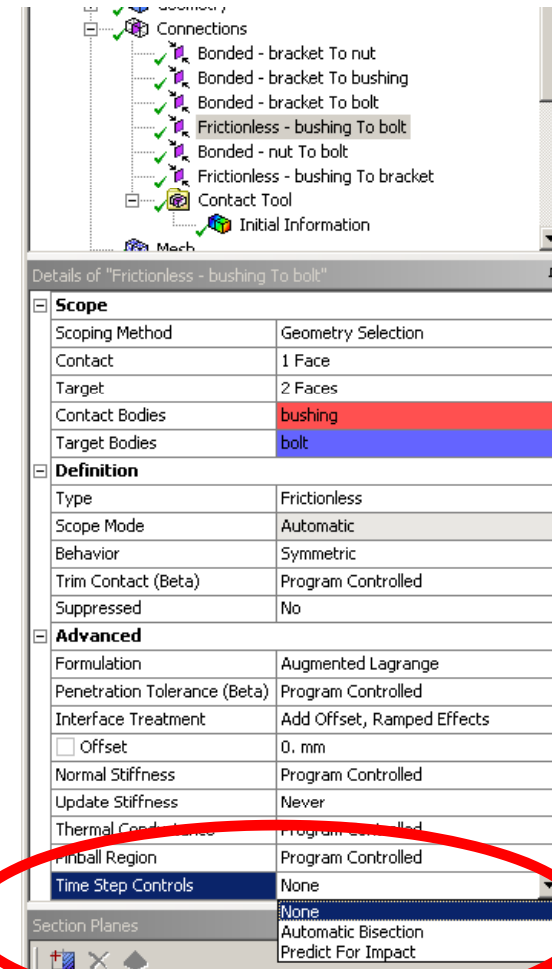 Geometry
Connections
Bonded - bracket To nut
Bonded - bracket To bushing
Bonded - bracket To bolt
Frictionless - bushing To bolt
Bonded - nut To bolt
Frictionless - bushing To bracket
Contact Tool
Initial Information
Mesh
Details of "Frictionless - bushing To bolt"
Scope
Scoping Method Geometry Selection
Contact 1 Face
Target 2 Faces
Contact Bodies bushing
Target Bodies bolt
Definition
Type Frictionless
Scope Mode Automatic
Behavior Symmetric
Trim Contact (Beta) Program Controlled
Suppressed No
Advanced
Formulation Augmented Lagrange
Penetration Tolerance (Beta) Program Controlled
Interface Treatment Add Offset, Ramped Effects
Offset 0. mm
Normal Stiffness Program Controlled
Update Stiffness Never
Thermal Conductance Program Controlled
Pinball Region Program Controlled
Time Step Controls None
None
Automatic Bisection
Predict For Impact
Section Planes